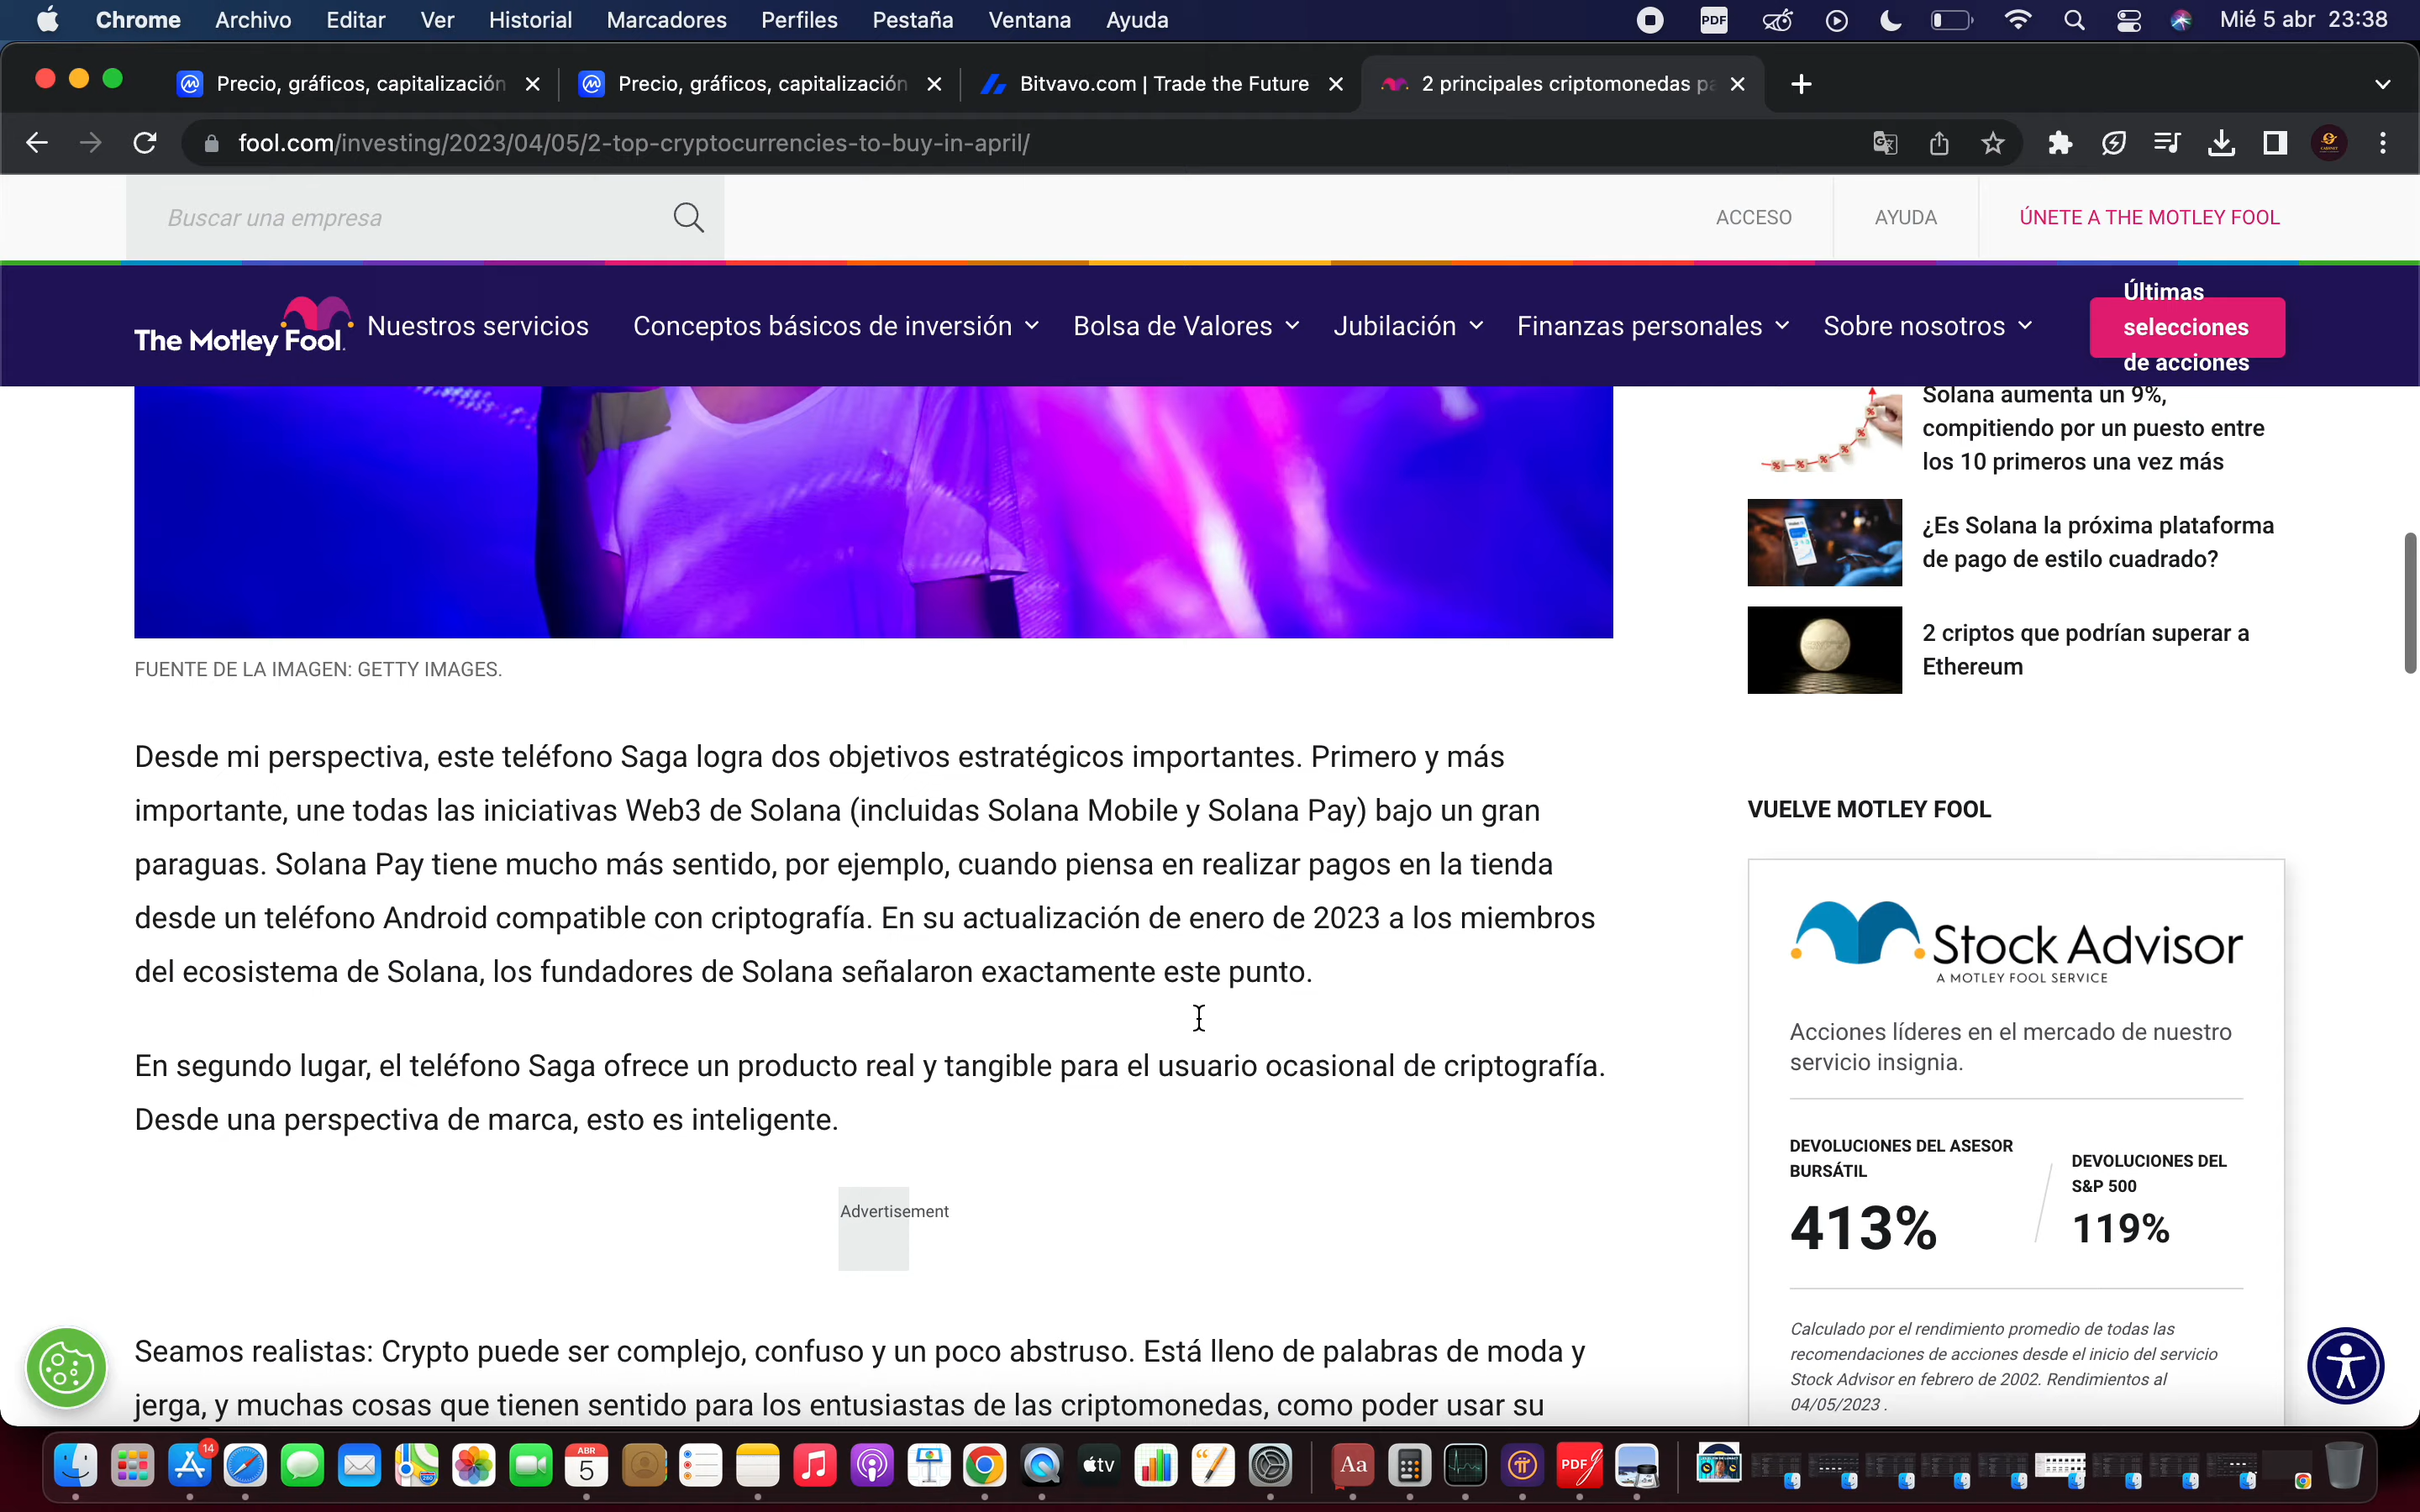 Chrome Archivo Editar Ver Historial Marcadores Perfiles Pestaña Ventana Ayuda
PDF
Mié 5 abr 23:38
Precio, gráficos, capitalización
Precio, gráficos, capitalización
Bitvavo.com | Trade the Future
2 principales criptomonedas pa
fool.com/investing/2023/04/05/2-top-cryptocurrencies-to-buy-in-april/
Buscar una empresa
ACCESO
AYUDA
ÚNETE A THE MOTLEY FOOL
The Motley Fool.
Nuestros servicios
Conceptos básicos de inversión
Bolsa de Valores
Jubilación
Finanzas personales
Sobre nosotros
Últimas
selecciones
de acciones
Solana aumenta un 9%,
compitiendo por un puesto entre
los 10 primeros una vez más
¿Es Solana la próxima plataforma
de pago de estilo cuadrado?
2 criptos que podrían superar a
Ethereum
FUENTE DE LA IMAGEN: GETTY IMAGES.
Desde mi perspectiva, este teléfono Saga logra dos objetivos estratégicos importantes. Primero y más
importante, une todas las iniciativas Web3 de Solana (incluidas Solana Mobile y Solana Pay) bajo un gran
paraguas. Solana Pay tiene mucho más sentido, por ejemplo, cuando piensa en realizar pagos en la tienda
desde un teléfono Android compatible con criptografía. En su actualización de enero de 2023 a los miembros
del ecosistema de Solana, los fundadores de Solana señalaron exactamente este punto.
En segundo lugar, el teléfono Saga ofrece un producto real y tangible para el usuario ocasional de criptografía.
Desde una perspectiva de marca, esto es inteligente.
Advertisement
Seamos realistas: Crypto puede ser complejo, confuso y un poco abstruso. Está lleno de palabras de moda y
jerga, y muchas cosas que tienen sentido para los entusiastas de las criptomonedas, como poder usar su
VUELVE MOTLEY FOOL
Stock Advisor
A MOTLEY FOOL SERVICE
Acciones líderes en el mercado de nuestro
servicio insignia.
DEVOLUCIONES DEL ASESOR
BURSÁTIL
413%
DEVOLUCIONES DEL
S&P 500
119%
Calculado por el rendimiento promedio de todas las
recomendaciones de acciones desde el inicio del servicio
Stock Advisor en febrero de 2002. Rendimientos al
04/05/2023 .
14
ABR
5
280
tv
Aa
PDF